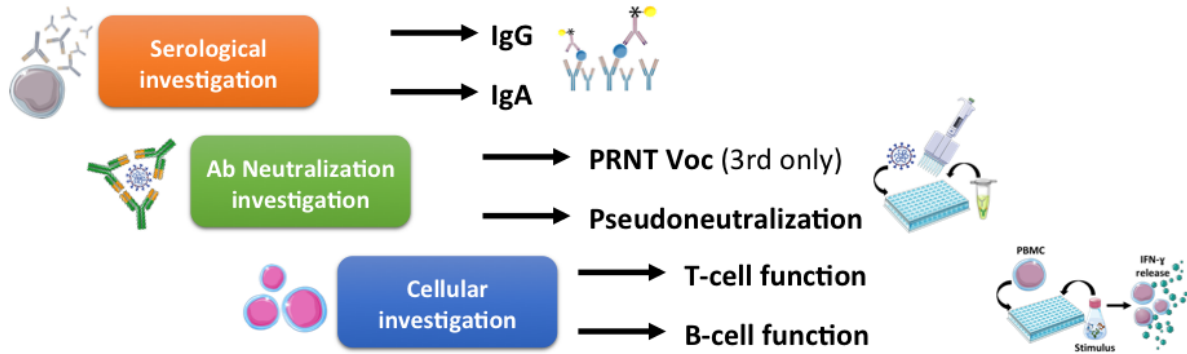 Serological
investigation
IgG
IgA
Ab Neutralization
investigation
PRNT Voc (3rd only)
Pseudoneutralization
Cellular
investigation
T-cell function
B-cell function
PBMC
IFN-ɣ
release
Stimulus